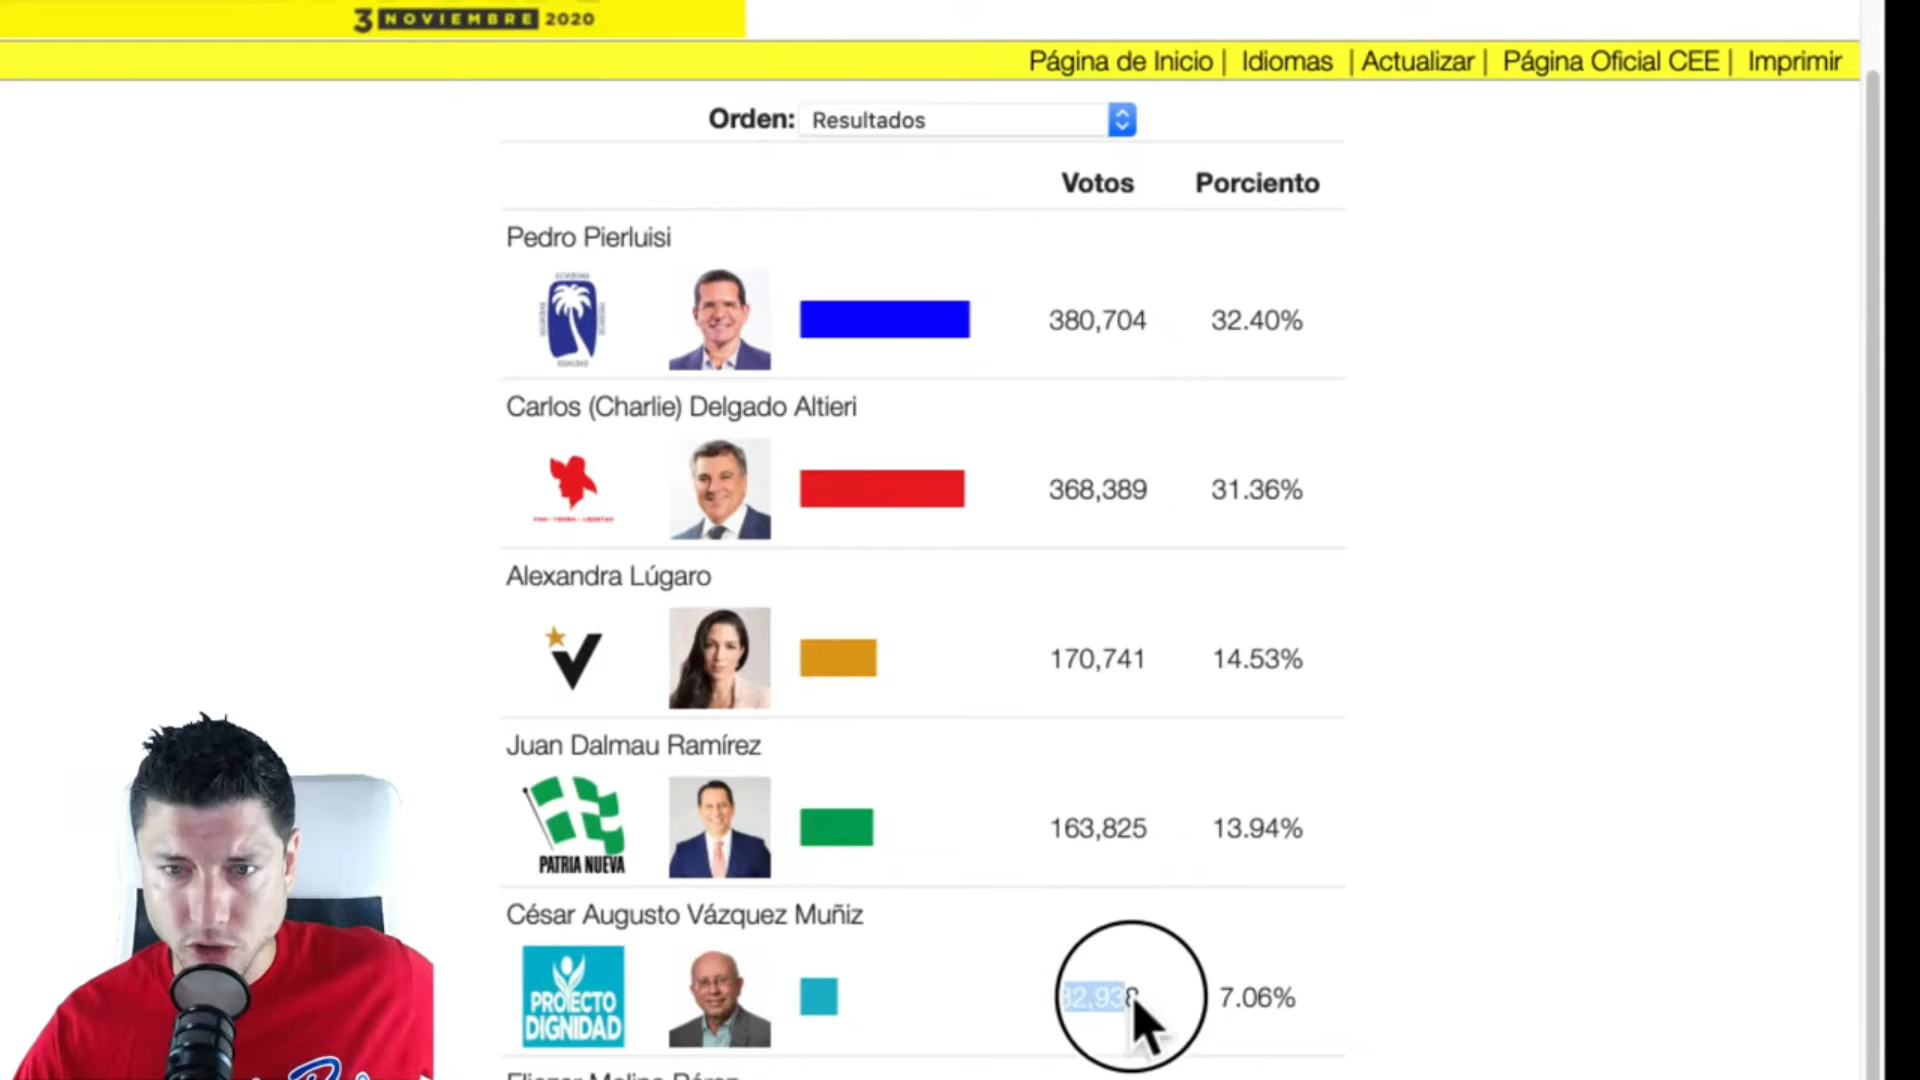 3 NOVIEMBRE 2020
Página de Inicio | Idiomas | Actualizar | Página Oficial CEE | Imprimir
Orden: Resultados
Votos Porciento
Pedro Pierluisi
380,704 32.40%
Carlos (Charlie) Delgado Altieri
368,389 31.36%
Alexandra Lúgaro
170,741 14.53%
Juan Dalmau Ramírez
PATRIA NUEVA
163,825 13.94%
César Augusto Vázquez Muñiz
PROYECTO
DIGNIDAD
82,938 7.06%